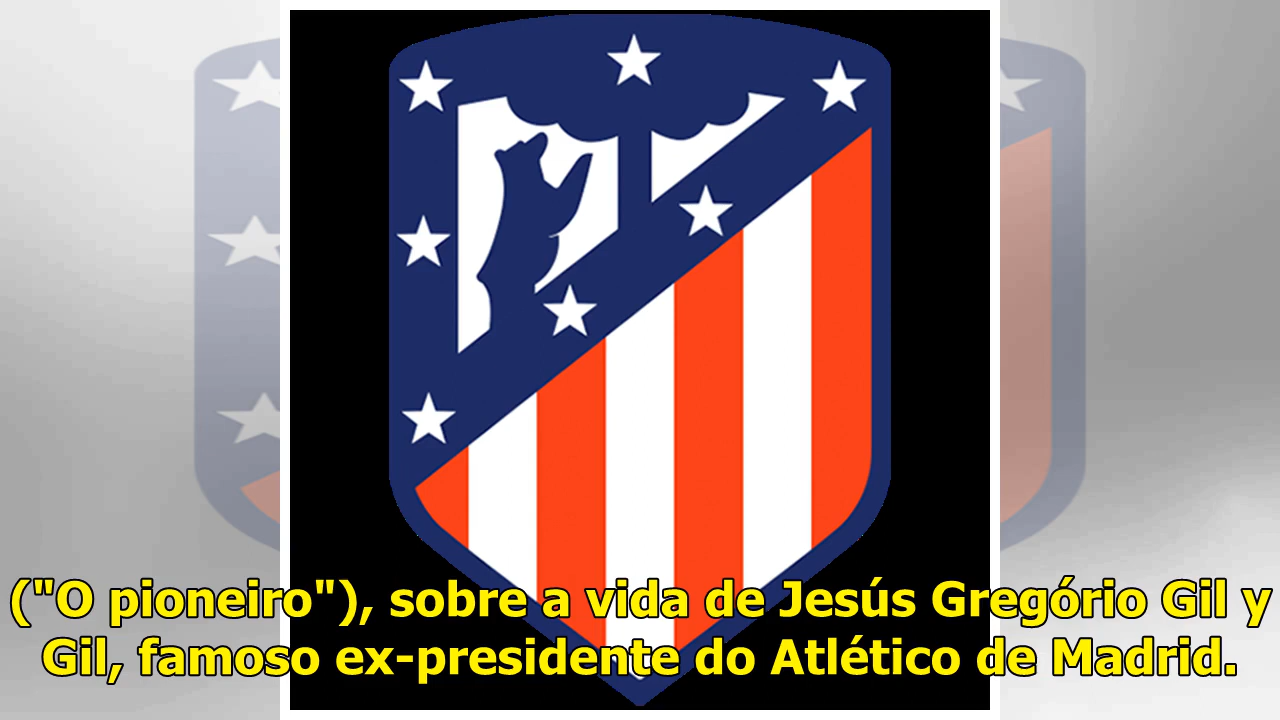 ("O pioneiro"), sobre a vida de Jesús Gregório Gil y
Gil, famoso ex-presidente do Atlético de Madrid.